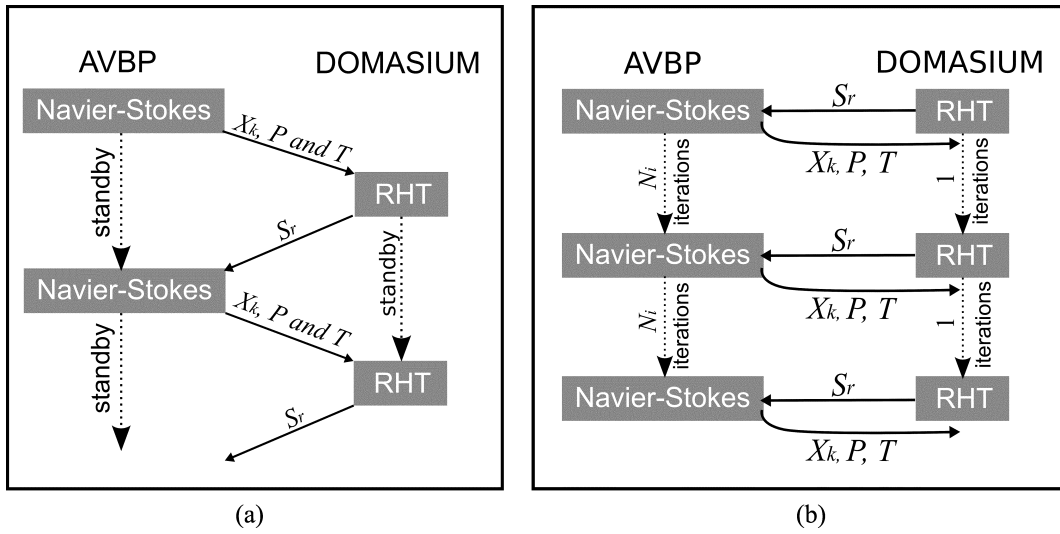 AVBP
DOMASIUM
Navier-Stokes
Xk, P and T
standby
RHT
Sr
Navier-Stokes
standby
Xk, P and T
standby
RHT
Sr
(a)
AVBP
DOMASIUM
Navier-Stokes
Sr
RHT
Xk, P, T
Ni
iterations
1
iterations
Navier-Stokes
Sr
RHT
Xk, P, T
Ni
iterations
1
iterations
Navier-Stokes
Sr
RHT
Xk, P, T
(b)